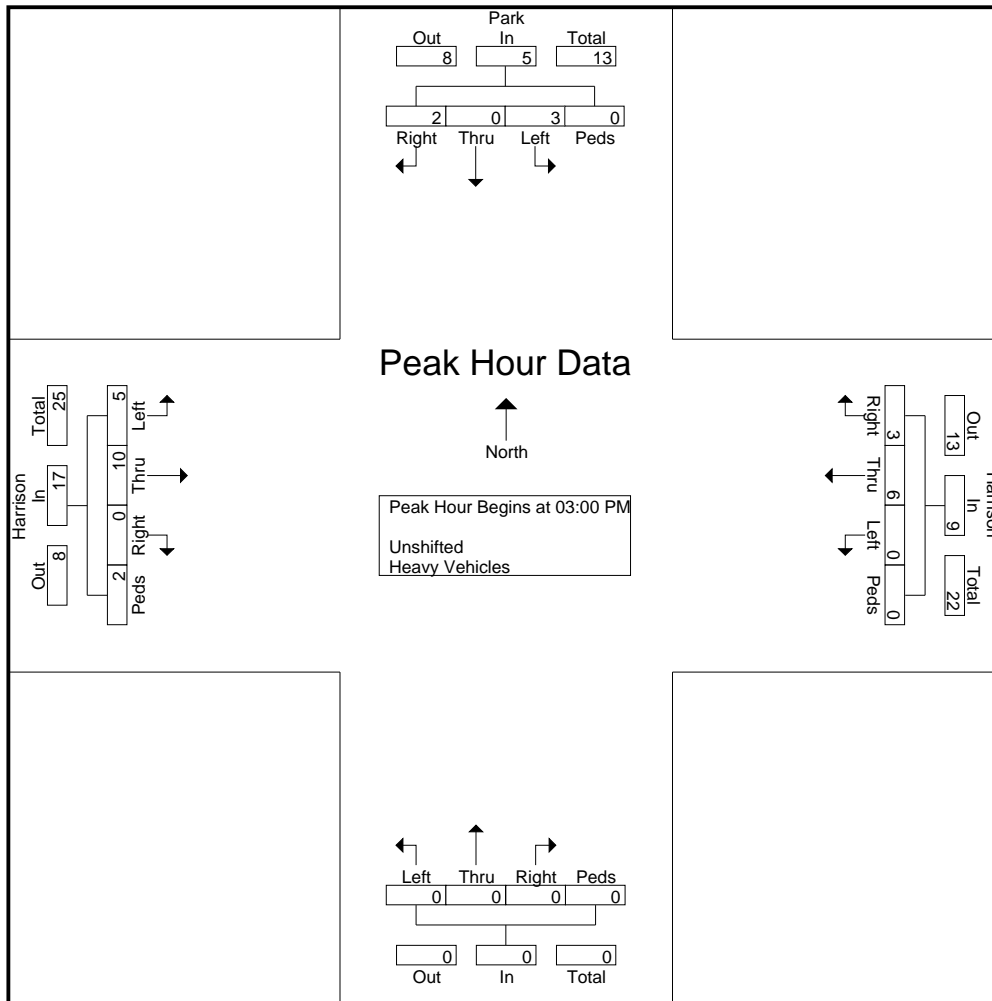 Park
Out In Total
8 5 13
2 0 3 0
Right Thru Left Peds
Peak Hour Data
North
Peak Hour Begins at 03:00 PM
Unshifted
Heavy Vehicles
Harrison
Out In Total
8 17 25
5 10 0 2
Left Thru Right Peds
Harrison
Out In Total
13 9 22
3 6 0 0
Right Thru Left Peds
Left Thru Right Peds
0 0 0 0
0 0 0
Out In Total